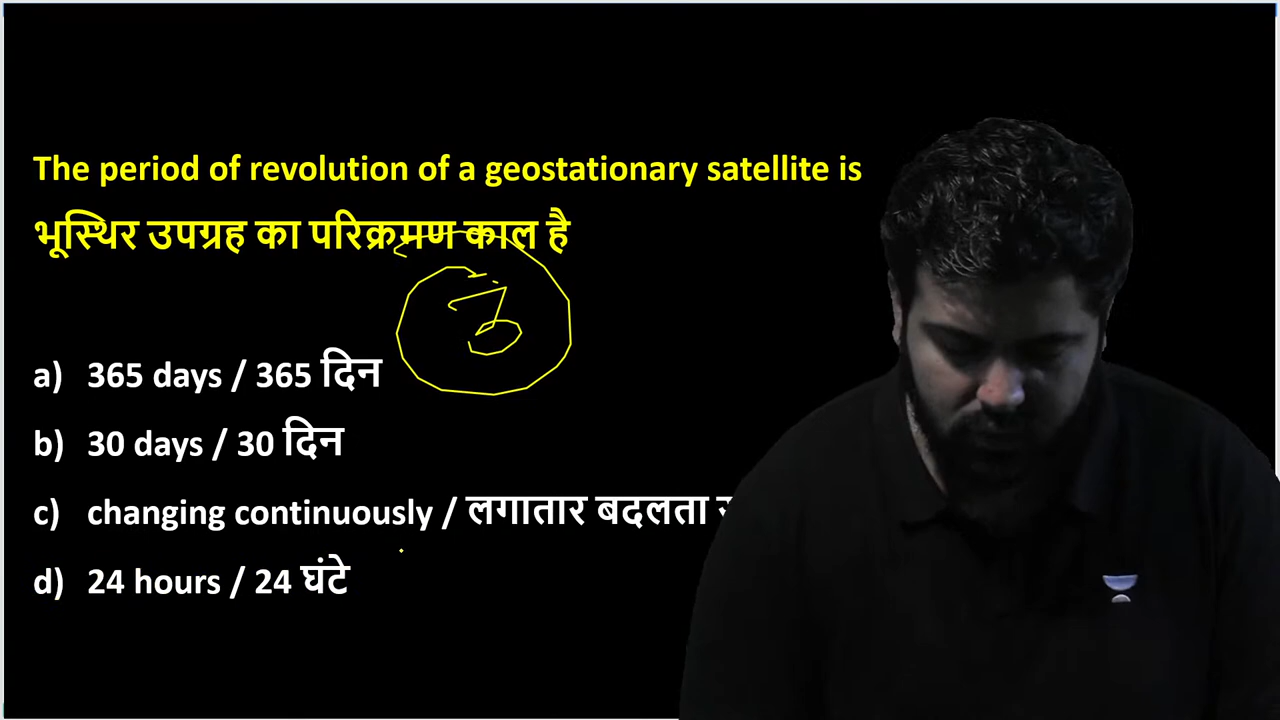 The period of revolution of a geostationary satellite is
भूस्थिर उपग्रह का परिक्रमण काल है
3
a) 365 days / 365 दिन
b) 30 days / 30 दिन
c) changing continuously / लगातार बदलता
d) 24 hours / 24 घंटे